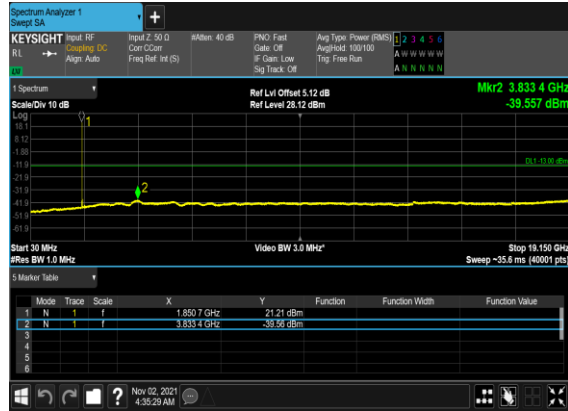 Spectrum Analyzer 1
Swept SA
+
KEYSIGHT Input: RF Input Z: 50 Ω #Atten: 40 dB PNO: Fast Avg Type: Power (RMS) 1 2 3 4 5 6
RL Coupling: DC Corr CCorr Gate: Off Avg|Hold: 100/100 A W W W W W
Align: Auto Freq Ref: Int (S) IF Gain: Low Trig: Free Run
Sig Track: Off A N N N N N
LXI
1 Spectrum Ref Lvl Offset 5.12 dB Mkr2 3.833 4 GHz
Scale/Div 10 dB Ref Level 28.12 dBm -39.557 dBm
Log
18.1
8.12
-1.88
-11.9
-21.9
-31.9
-41.9
-51.9
-61.9
1
DL1 -13.00 dBm
2
Start 30 MHz Video BW 3.0 MHz* Stop 19.150 GHz
#Res BW 1.0 MHz Sweep ~35.6 ms (40001 pts)
5 Marker Table
Mode Trace Scale X Y Function Function Width Function Value
1 N 1 f 1.850 7 GHz 21.21 dBm
2 N 1 f 3.833 4 GHz -39.56 dBm
3
4
5
6
? Nov 02, 2021
4:35:29 AM